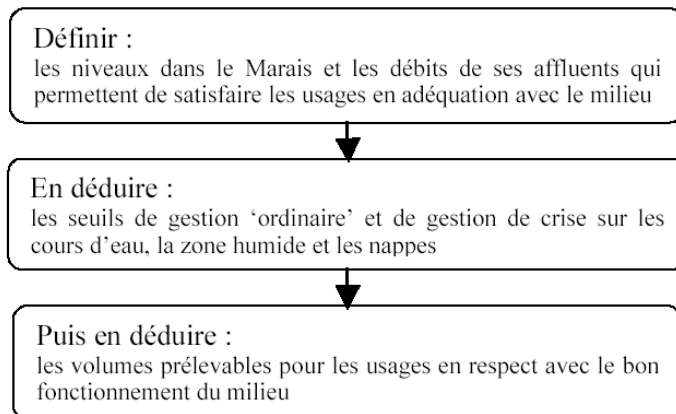 Définir :
les niveaux dans le Marais et les débits de ses affluents qui
permettent de satisfaire les usages en adéquation avec le milieu
En déduire :
les seuils de gestion ‘ordinaire’ et de gestion de crise sur les
cours d’eau, la zone humide et les nappes
Puis en déduire :
les volumes prélevables pour les usages en respect avec le bon
fonctionnement du milieu